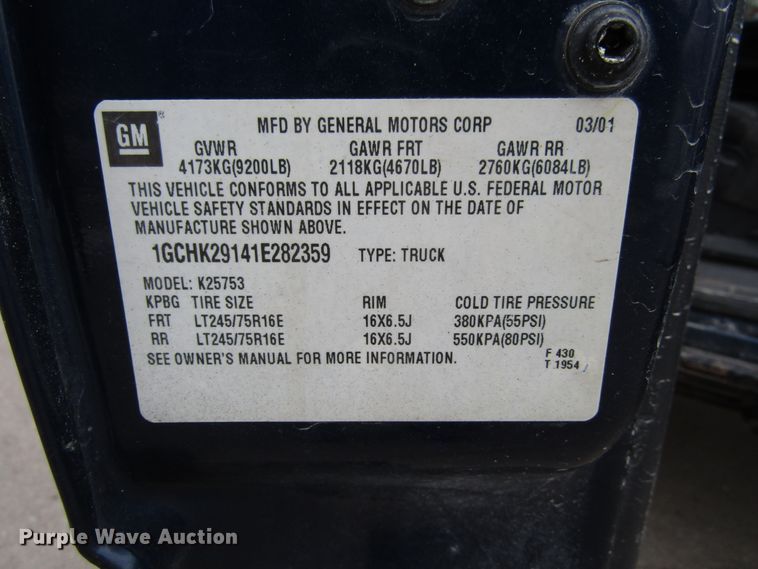 GM ® MFD BY GENERAL MOTORS CORP 03/01
GVWR GAWR FRT GAWR RR
4173KG(9200LB) 2118KG(4670LB) 2760KG(6084LB)
THIS VEHICLE CONFORMS TO ALL APPLICABLE U.S. FEDERAL MOTOR
VEHICLE SAFETY STANDARDS IN EFFECT ON THE DATE OF
MANUFACTURE SHOWN ABOVE.
1GCHK29141E282359 TYPE: TRUCK
MODEL: K25753
KPBG TIRE SIZE RIM COLD TIRE PRESSURE
FRT LT245/75R16E 16X6.5J 380KPA(55PSI)
RR LT245/75R16E 16X6.5J 550KPA(80PSI)
SEE OWNER'S MANUAL FOR MORE INFORMATION. F 430
T 1954
Purple Wave Auction